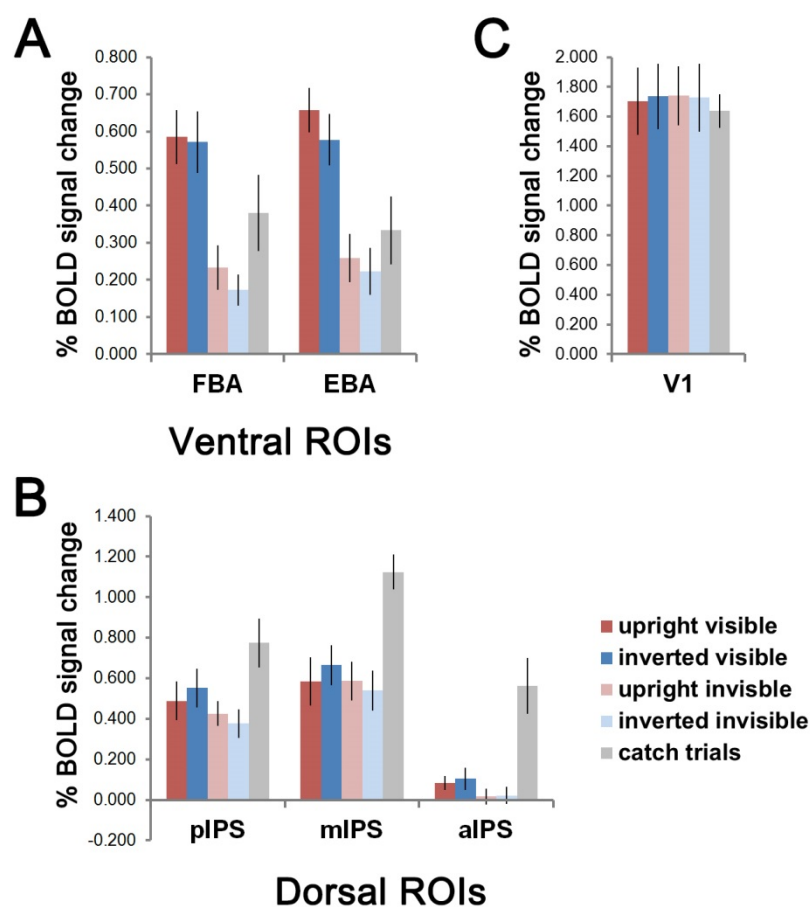 A
% BOLD signal change
0.800
0.700
0.600
0.500
0.400
0.300
0.200
0.100
0.000
FBA
EBA
Ventral ROIs
C
% BOLD signal change
2.000
1.800
1.600
1.400
1.200
1.000
0.800
0.600
0.400
0.200
0.000
V1
B
% BOLD signal change
1.400
1.200
1.000
0.800
0.600
0.400
0.200
0.000
-0.200
pIPS
mIPS
aIPS
Dorsal ROIs
upright visible
inverted visible
upright invisble
inverted invisible
catch trials